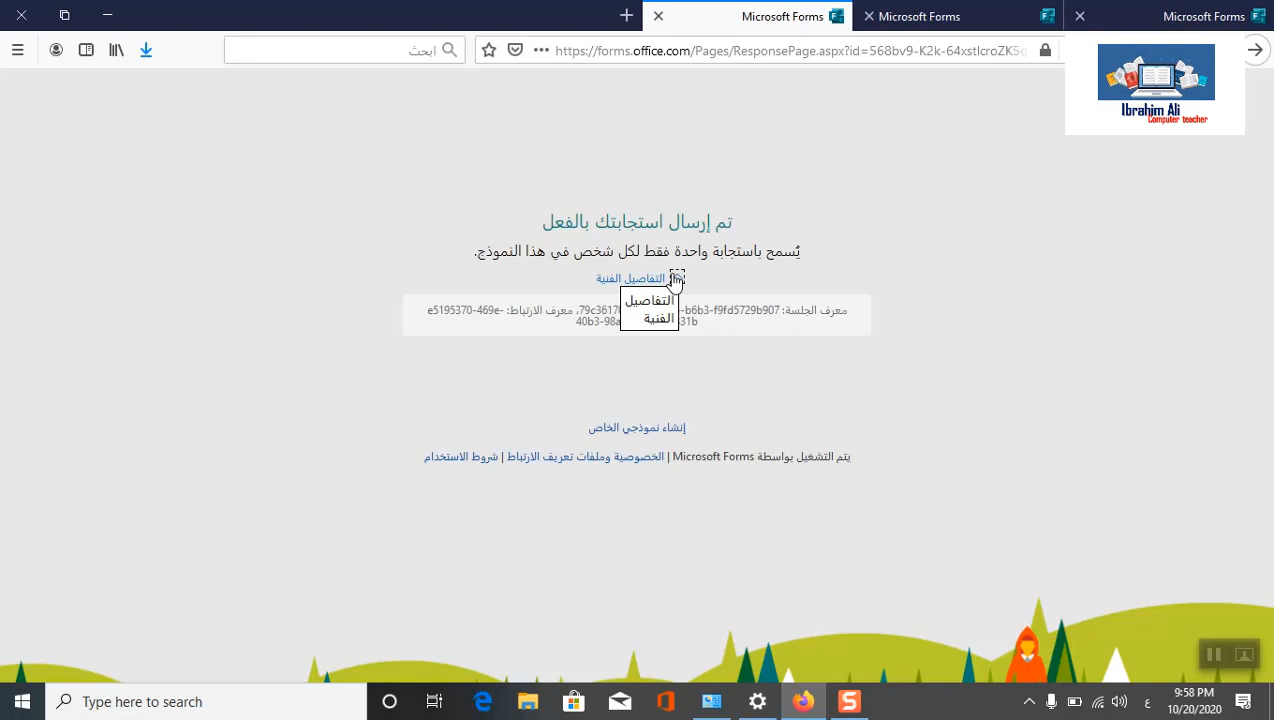 Microsoft Forms
Microsoft Forms
Microsoft Forms
ابحث
https://forms.office.com/Pages/ResponsePage.aspx?id=568bv9-K2k-64xstlcroZK5q
Ibrahim Ali
Computer teacher
تم إرسال استجابتك بالفعل
يُسمح باستجابة واحدة فقط لكل شخص في هذا النموذج.
التفاصيل الفنية
التفاصيل
الفنية
معرف الجلسة: 79c3617 -b6b3-f9fd5729b907، معرف الارتباط: e5195370-469e-
40b3-98a 31b
إنشاء نموذجي الخاص
يتم التشغيل بواسطة Microsoft Forms | الخصوصية وملفات تعريف الارتباط | شروط الاستخدام
Type here to search
ع
9:58 PM
10/20/2020